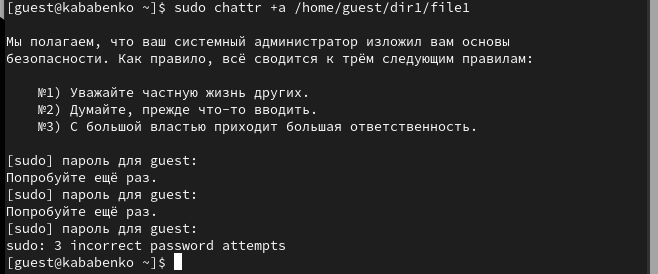 [guest@kababenko ~]$ sudo chattr +a /home/guest/dir1/file1
Мы полагаем, что ваш системный администратор изложил вам основы
безопасности. Как правило, всё сводится к трём следующим правилам:
№1) Уважайте частную жизнь других.
№2) Думайте, прежде что-то вводить.
№3) С большой властью приходит большая ответственность.
[sudo] пароль для guest:
Попробуйте ещё раз.
[sudo] пароль для guest:
Попробуйте ещё раз.
[sudo] пароль для guest:
sudo: 3 incorrect password attempts
[guest@kababenko ~]$